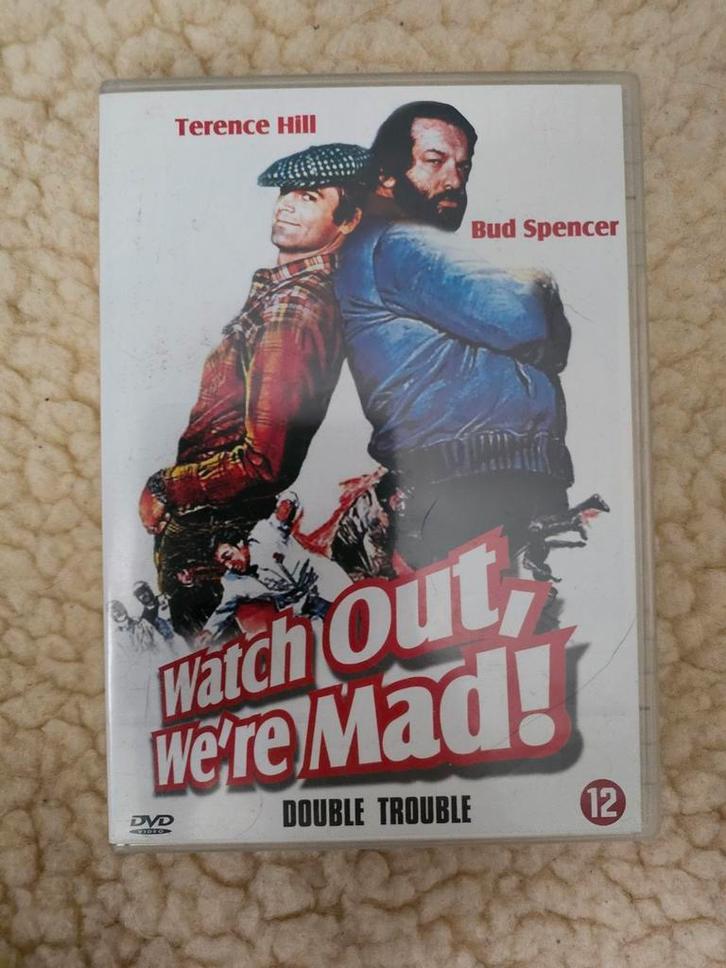 Terence Hill
Bud Spencer
Watch Out,
We're Mad!
DOUBLE TROUBLE
DVD
VIDEO
12